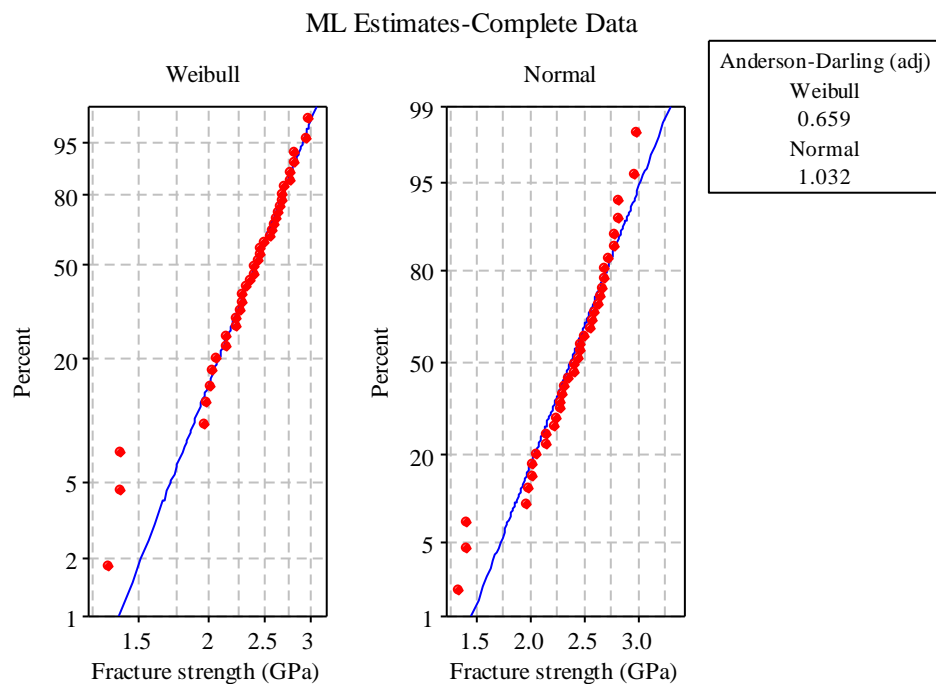 ML Estimates-Complete Data
Weibull
Normal
Anderson-Darling (adj)
Weibull
0.659
Normal
1.032
Percent
95
80
50
20
5
2
1
1.5 2 2.5 3
Fracture strength (GPa)
Percent
99
95
80
50
20
5
1
1.5 2.0 2.5 3.0
Fracture strength (GPa)